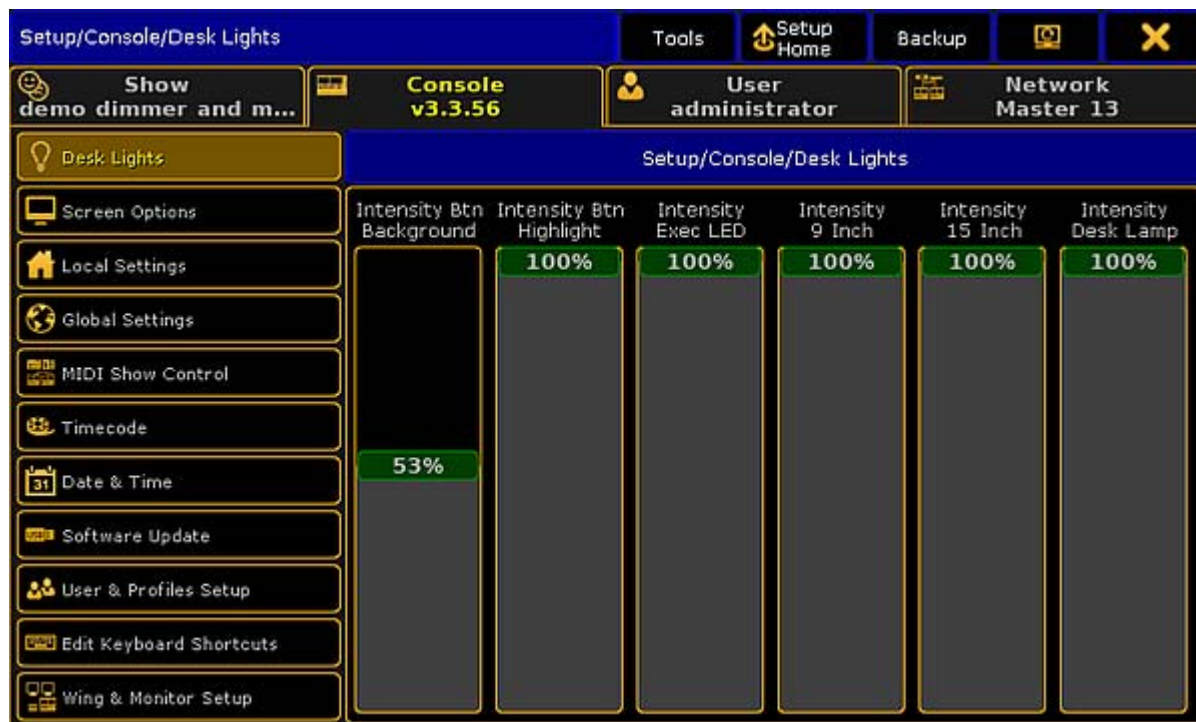 Setup/Console/Desk Lights
Tools
Setup
Home
Backup
Show
demo dimmer and m...
Console
v3.3.56
User
administrator
Network
Master 13
Desk Lights
Setup/Console/Desk Lights
Screen Options
Local Settings
Global Settings
MIDI Show Control
Timecode
31
Date & Time
Software Update
User & Profiles Setup
Edit Keyboard Shortcuts
Wing & Monitor Setup
Intensity Btn
Background
Intensity Btn
Highlight
Intensity
Exec LED
Intensity
9 Inch
Intensity
15 Inch
Intensity
Desk Lamp
53%
100%
100%
100%
100%
100%